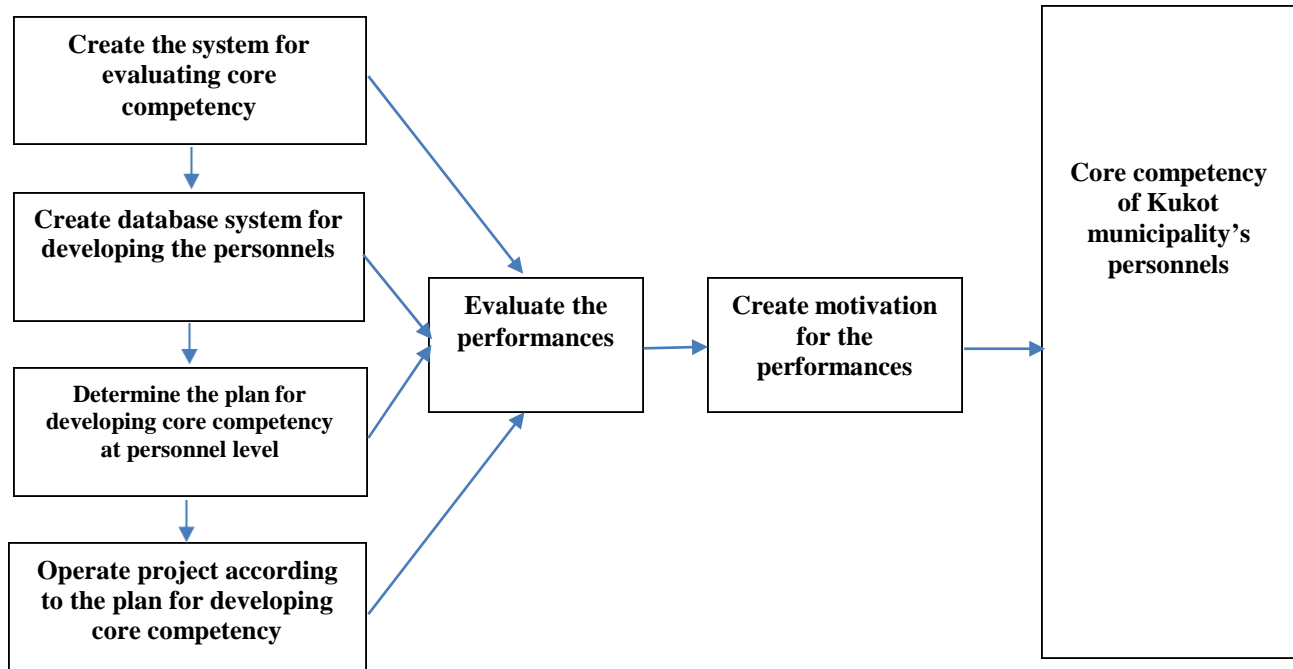 Create the system for
evaluating core
competency
Create database system for
developing the personnels
Determine the plan for
developing core competency
at personnel level
Operate project according
to the plan for developing
core competency
Evaluate the
performances
Create motivation
for the
performances
Core competency
of Kukot
municipality’s
personnels